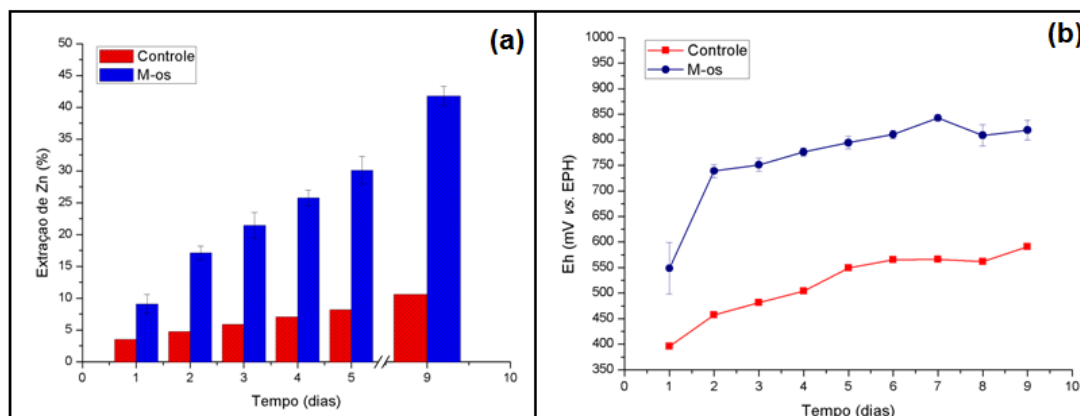 (a)
Controle
M-os
Extraçao de Zn (%)
50
45
40
35
30
25
20
15
10
5
0
0 1 2 3 4 5 9 10
Tempo (dias)
(b)
Controle
M-os
Eh (mV vs. EPH)
1000
950
900
850
800
750
700
650
600
550
500
450
400
350
0 1 2 3 4 5 6 7 8 9 10
Tempo (dias)